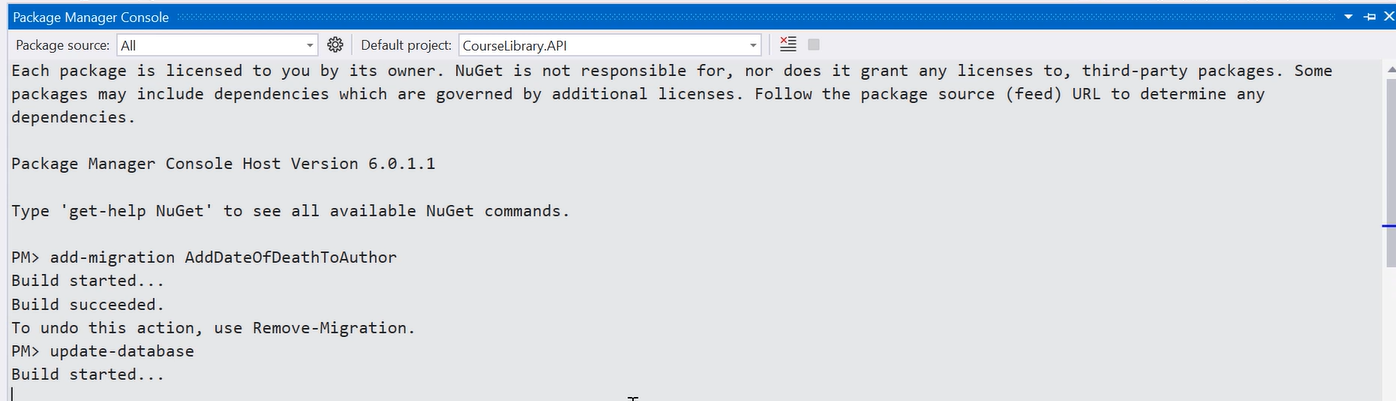 Package Manager Console
Package source: All Default project: CourseLibrary.API
Each package is licensed to you by its owner. NuGet is not responsible for, nor does it grant any licenses to, third-party packages. Some
packages may include dependencies which are governed by additional licenses. Follow the package source (feed) URL to determine any
dependencies.
Package Manager Console Host Version 6.0.1.1
Type 'get-help NuGet' to see all available NuGet commands.
PM> add-migration AddDateOfDeathToAuthor
Build started...
Build succeeded.
To undo this action, use Remove-Migration.
PM> update-database
Build started...